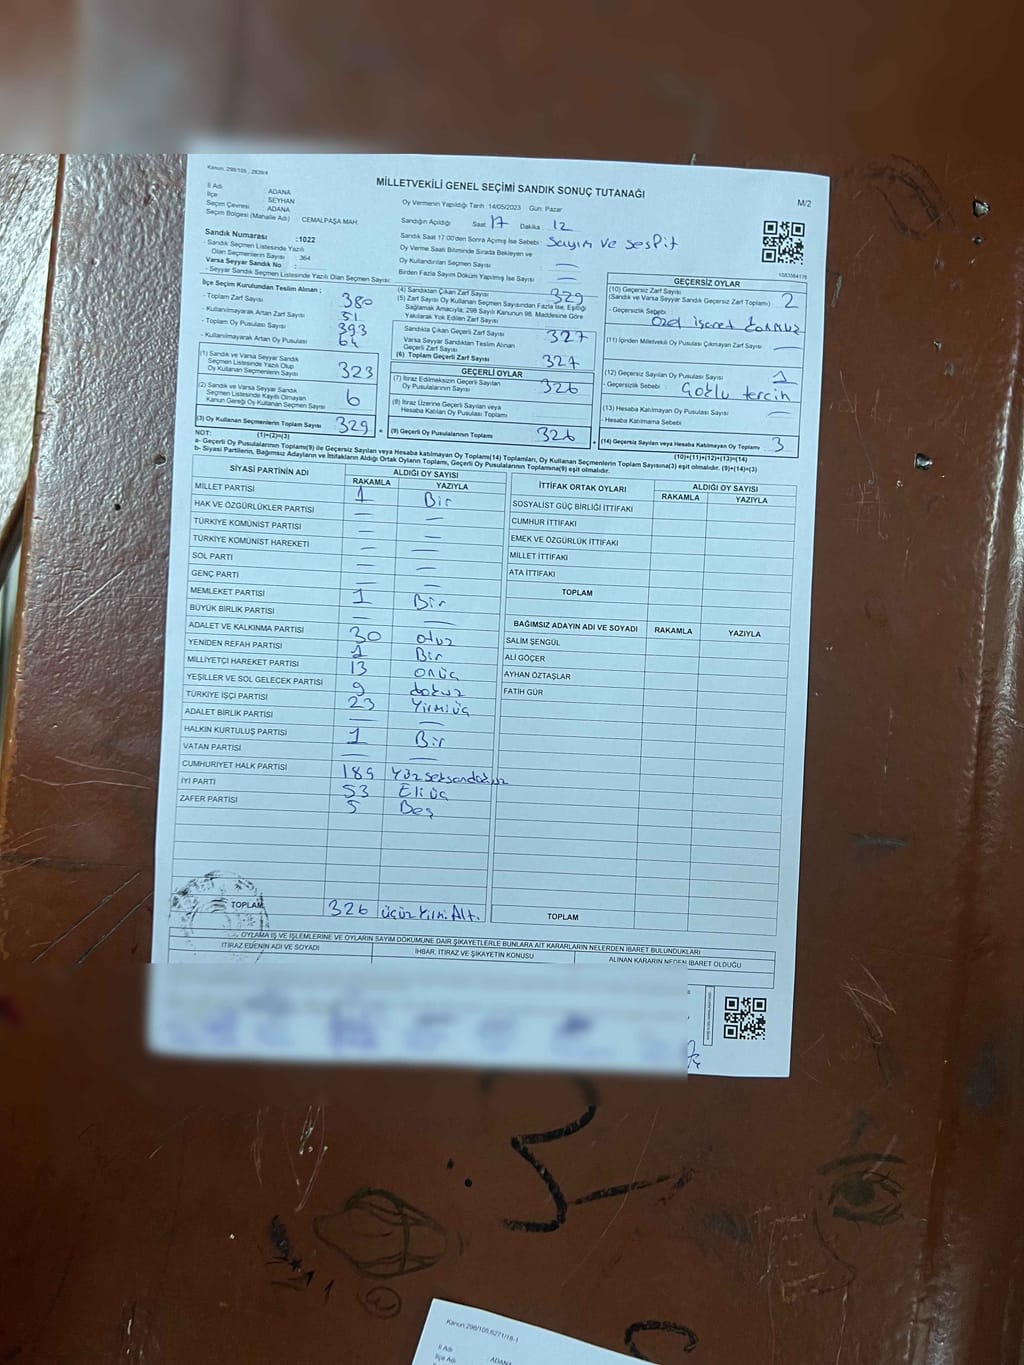 Kanun: 298/105 , 2839/4
MİLLETVEKİLİ GENEL SEÇİMİ SANDIK SONUÇ TUTANAĞI
M/2
İl Adı ADANA
İlçe SEYHAN
Seçim Çevresi ADANA
Seçim Bölgesi (Mahalle Adı) : CEMALPAŞA MAH.
Oy Vermenin Yapıldığı Tarih :14/05/2023 Gün: Pazar
Sandığın Açıldığı Saat: 17 Dakika : 12
Sandık Saat 17:00'den Sonra Açılmış İse Sebebi : Sayım ve tespit
Oy Verme Saati Bitiminde Sırada Bekleyen ve
Oy Kullandırılan Seçmen Sayısı : —
Birden Fazla Sayım Döküm Yapılmış İse Sayısı : —
Sandık Numarası :1022
- Sandık Seçmen Listesinde Yazılı
Olan Seçmenlerin Sayısı : 364
Varsa Seyyar Sandık No :
- Seyyar Sandık Seçmen Listesinde Yazılı Olan Seçmen Sayısı:
İlçe Seçim Kurulundan Teslim Alınan :
- Toplam Zarf Sayısı 380
- Kullanılmayarak Artan Zarf Sayısı 51
- Toplam Oy Pusulası Sayısı 393
- Kullanılmayarak Artan Oy Pusulası 64
(1) Sandık ve Varsa Seyyar Sandık
Seçmen Listesinde Yazılı Olup
Oy Kullanan Seçmenlerin Sayısı 323
(2) Sandık ve Varsa Seyyar Sandık
Seçmen Listesinde Kayıtlı Olmayan
Kanun Gereği Oy Kullanan Seçmen Sayısı 6
(3) Oy Kullanan Seçmenlerin Toplam Sayısı 329
(4) Sandıktan Çıkan Zarf Sayısı 329
(5) Zarf Sayısı Oy Kullanan Seçmen Sayısından Fazla İse, Eşitliği
Sağlamak Amacıyla; 298 Sayılı Kanunun 98. Maddesine Göre
Yakılarak Yok Edilen Zarf Sayısı
Sandıkta Çıkan Geçerli Zarf Sayısı 327
Varsa Seyyar Sandıktan Teslim Alınan
Geçerli Zarf Sayısı
(6) Toplam Geçerli Zarf Sayısı 327
GEÇERLİ OYLAR
(7) İtiraz Edilmeksizin Geçerli Sayılan
Oy Pusulalarının Sayısı 326
(8) İtiraz Üzerine Geçerli Sayılan veya
Hesaba Katılan Oy Pusulası Toplamı
(9) Geçerli Oy Pusulalarının Toplamı 326
1083564176
GEÇERSİZ OYLAR
(10) Geçersiz Zarf Sayısı
(Sandık ve Varsa Seyyar Sandık Geçersiz Zarf Toplamı) 2
- Geçersizlik Sebebi : Özel işaret
(11) İçinden Milletvekili Oy Pusulası Çıkmayan Zarf Sayısı : —
(12) Geçersiz Sayılan Oy Pusulası Sayısı 1
- Geçersizlik Sebebi : Çoğlu tercih
(13) Hesaba Katılmayan Oy Pusulası Sayısı —
- Hesaba Katılmama Sebebi :
(14) Geçersiz Sayılan veya Hesaba Katılmayan Oy Toplamı 3
NOT: (1)+(2)=(3) (10)+(11)+(12)+(13)=(14)
a- Geçerli Oy Pusulalarının Toplamı(9) ile Geçersiz Sayılan veya Hesaba Katılmayan Oy Toplamı(14) Toplamları, Oy Kullanan Seçmenlerin Toplam Sayısına(3) eşit olmalıdır. (9)+(14)=(3)
b- Siyasi Partilerin, Bağımsız Adayların ve İttifakların Aldığı Ortak Oyların Toplamı, Geçerli Oy Pusulalarının Toplamına(9) eşit olmalıdır.
SİYASİ PARTİNİN ADI ALDIĞI OY SAYISI
RAKAMLA YAZIYLA
MİLLET PARTİSİ 1 Bir
HAK VE ÖZGÜRLÜKLER PARTİSİ — —
TÜRKİYE KOMÜNİST PARTİSİ — —
TÜRKİYE KOMÜNİST HAREKETİ — —
SOL PARTİ — —
GENÇ PARTİ — —
MEMLEKET PARTİSİ 1 Bir
BÜYÜK BİRLİK PARTİSİ — —
ADALET VE KALKINMA PARTİSİ 30 otuz
YENİDEN REFAH PARTİSİ 1 Bir
MİLLİYETÇİ HAREKET PARTİSİ 13 onüç
YEŞİLLER VE SOL GELECEK PARTİSİ 9 dokuz
TÜRKİYE İŞÇİ PARTİSİ 23 Yirmiüç
ADALET BİRLİK PARTİSİ — —
HALKIN KURTULUŞ PARTİSİ 1 Bir
VATAN PARTİSİ — —
CUMHURİYET HALK PARTİSİ 189 Yüzseksendokuz
İYİ PARTİ 53 Elliüç
ZAFER PARTİSİ 5 Beş
TOPLAM 326 üçüzYirm.Alt.
İTTİFAK ORTAK OYLARI ALDIĞI OY SAYISI
RAKAMLA YAZIYLA
SOSYALİST GÜÇ BİRLİĞİ İTTİFAKI
CUMHUR İTTİFAKI
EMEK VE ÖZGÜRLÜK İTTİFAKI
MİLLET İTTİFAKI
ATA İTTİFAKI
TOPLAM
BAĞIMSIZ ADAYIN ADI VE SOYADI RAKAMLA YAZIYLA
SALİM ŞENGÜL
ALİ GÖÇER
AYHAN ÖZTAŞLAR
FATİH GÜR
TOPLAM
OYLAMA İŞ VE İŞLEMLERİNE VE OYLARIN SAYIM DÖKÜMÜNE DAİR ŞİKAYETLERLE BUNLARA AİT KARARLARIN NELERDEN İBARET BULUNDUKLARI
İTİRAZ EDENİN ADI VE SOYADI İHBAR, İTİRAZ VE ŞİKAYETİN KONUSU ALINAN KARARIN NEDEN İBARET OLDUĞU
Kanun:298/105,6271/18-1
İl Adı
İlçe Adı ADANA